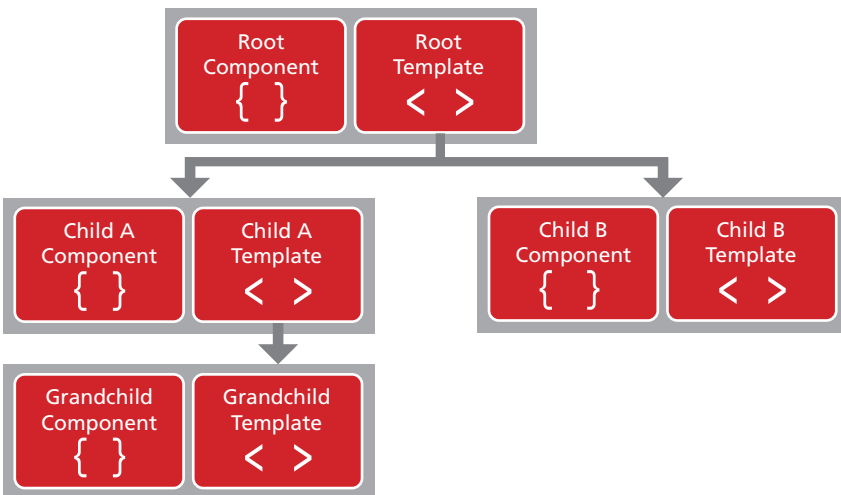 Root
Component
{ }
Root
Template
< >
Child A
Component
{ }
Child A
Template
< >
Child B
Component
{ }
Child B
Template
< >
Grandchild
Component
{ }
Grandchild
Template
< >